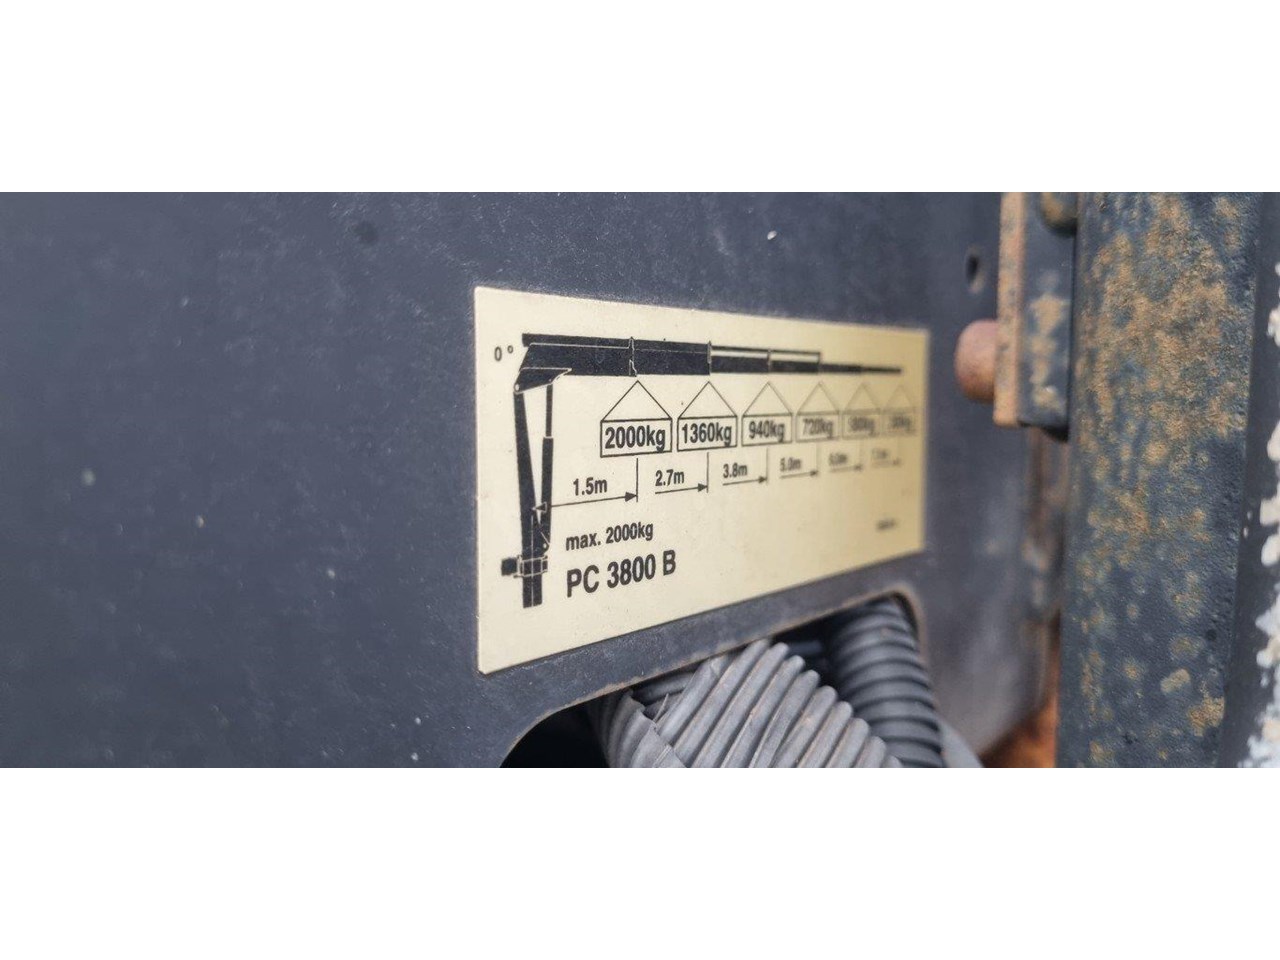 0°
2000kg 1360kg 940kg 720kg
1.5m 2.7m 3.8m 5.0m
max. 2000kg
PC 3800 B